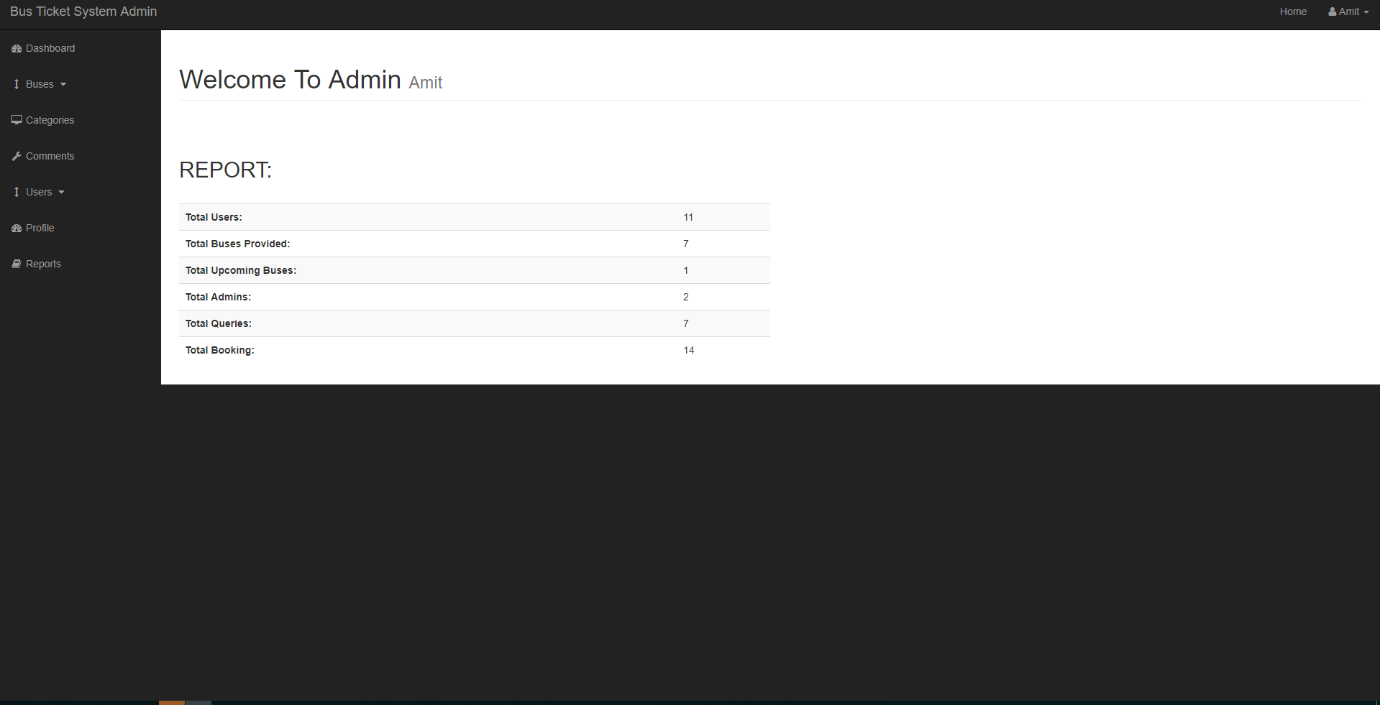 Bus Ticket System Admin
Home
Amit
Dashboard
Buses
Categories
Comments
Users
Profile
Reports
Welcome To Admin Amit
REPORT:
Total Users: 11
Total Buses Provided: 7
Total Upcoming Buses: 1
Total Admins: 2
Total Queries: 7
Total Booking: 14